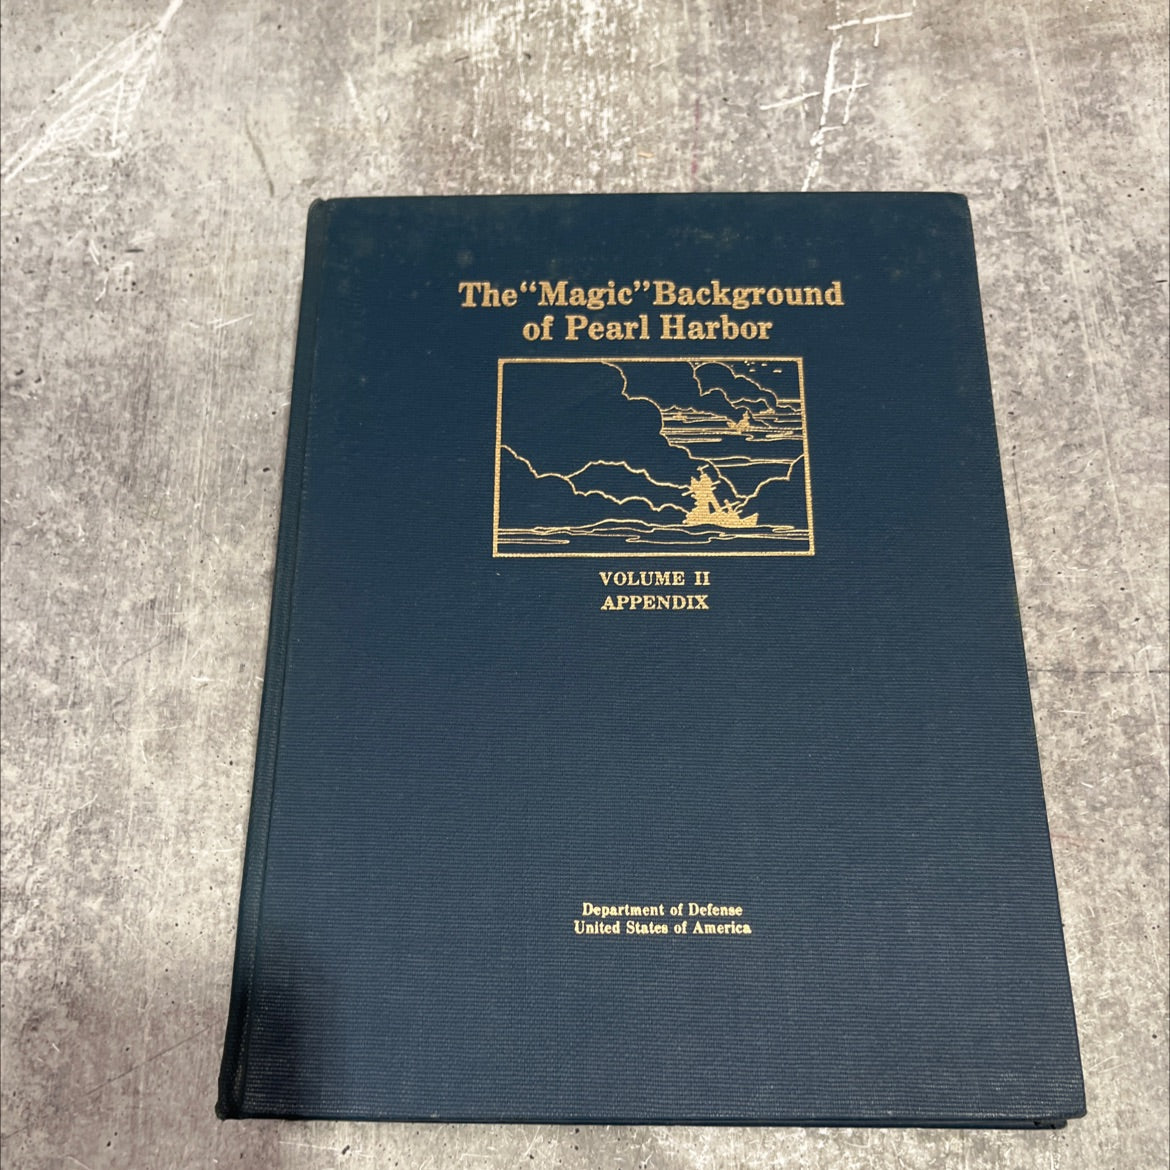 The “Magic” Background
of Pearl Harbor
VOLUME II
APPENDIX
Department of Defense
United States of America